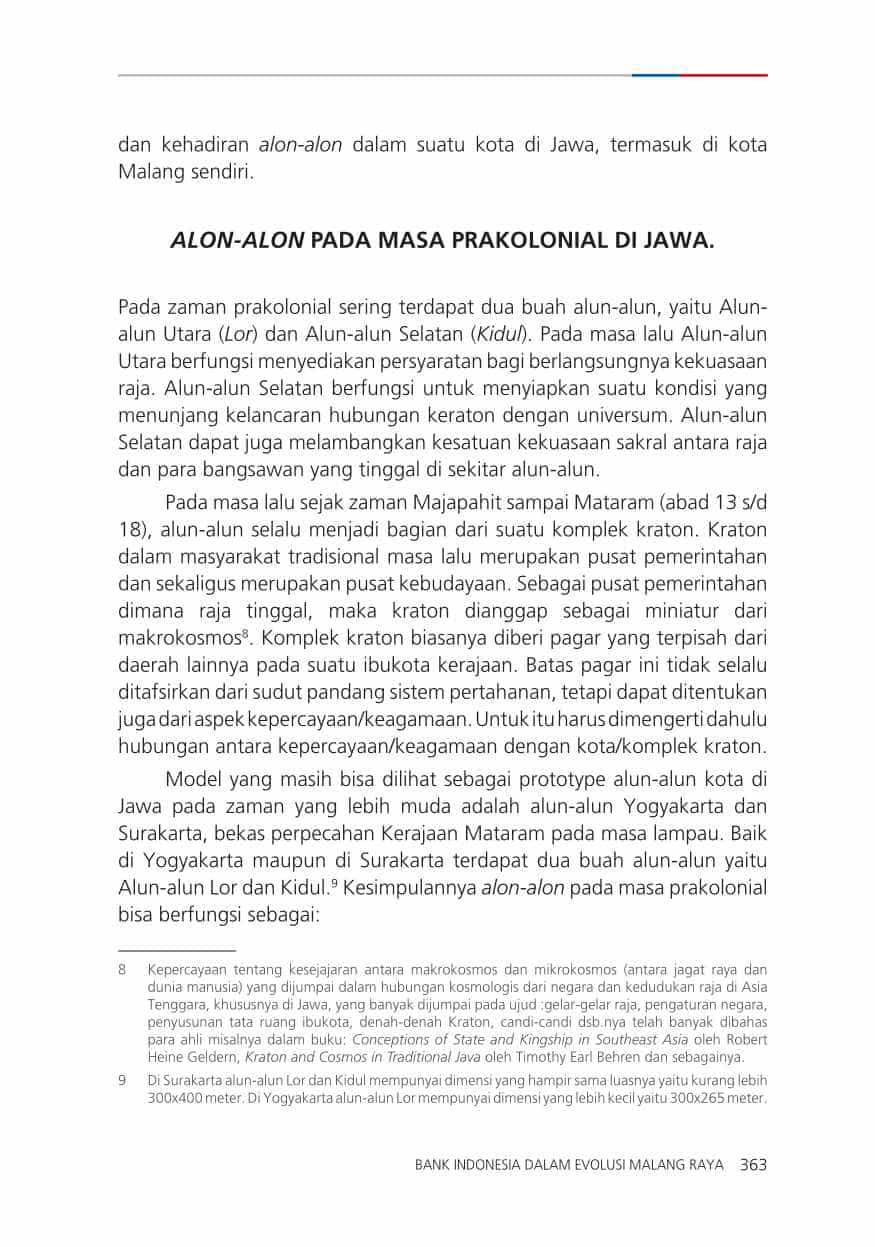 dan kehadiran alon-alon dalam suatu kota di Jawa, termasuk di kota
Malang sendiri.
ALON-ALON PADA MASA PRAKOLONIAL DI JAWA.
Pada zaman prakolonial sering terdapat dua buah alun-alun, yaitu Alun-
alun Utara (Lor) dan Alun-alun Selatan (Kidul). Pada masa lalu Alun-alun
Utara berfungsi menyediakan persyaratan bagi berlangsungnya kekuasaan
raja. Alun-alun Selatan berfungsi untuk menyiapkan suatu kondisi yang
menunjang kelancaran hubungan keraton dengan universum. Alun-alun
Selatan dapat juga melambangkan kesatuan kekuasaan sakral antara raja
dan para bangsawan yang tinggal di sekitar alun-alun.
Pada masa lalu sejak zaman Majapahit sampai Mataram (abad 13 s/d
18), alun-alun selalu menjadi bagian dari suatu komplek kraton. Kraton
dalam masyarakat tradisional masa lalu merupakan pusat pemerintahan
dan sekaligus merupakan pusat kebudayaan. Sebagai pusat pemerintahan
dimana raja tinggal, maka kraton dianggap sebagai miniatur dari
makrokosmos⁸. Komplek kraton biasanya diberi pagar yang terpisah dari
daerah lainnya pada suatu ibukota kerajaan. Batas pagar ini tidak selalu
ditafsirkan dari sudut pandang sistem pertahanan, tetapi dapat ditentukan
juga dari aspek kepercayaan/keagamaan. Untuk itu harus dimengerti dahulu
hubungan antara kepercayaan/keagamaan dengan kota/komplek kraton.
Model yang masih bisa dilihat sebagai prototype alun-alun kota di
Jawa pada zaman yang lebih muda adalah alun-alun Yogyakarta dan
Surakarta, bekas perpecahan Kerajaan Mataram pada masa lampau. Baik
di Yogyakarta maupun di Surakarta terdapat dua buah alun-alun yaitu
Alun-alun Lor dan Kidul.⁹ Kesimpulannya alon-alon pada masa prakolonial
bisa berfungsi sebagai:
8 Kepercayaan tentang kesejajaran antara makrokosmos dan mikrokosmos (antara jagat raya dan
dunia manusia) yang dijumpai dalam hubungan kosmologis dari negara dan kedudukan raja di Asia
Tenggara, khususnya di Jawa, yang banyak dijumpai pada ujud :gelar-gelar raja, pengaturan negara,
penyusunan tata ruang ibukota, denah-denah Kraton, candi-candi dsb.nya telah banyak dibahas
para ahli misalnya dalam buku: Conceptions of State and Kingship in Southeast Asia oleh Robert
Heine Geldern, Kraton and Cosmos in Traditional Java oleh Timothy Earl Behren dan sebagainya.
9 Di Surakarta alun-alun Lor dan Kidul mempunyai dimensi yang hampir sama luasnya yaitu kurang lebih
300x400 meter. Di Yogyakarta alun-alun Lor mempunyai dimensi yang lebih kecil yaitu 300x265 meter.
BANK INDONESIA DALAM EVOLUSI MALANG RAYA 363